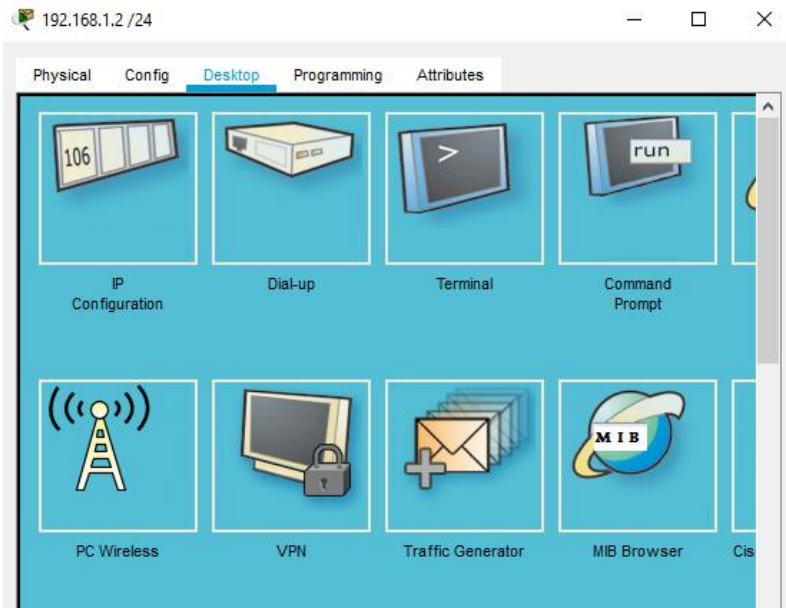 192.168.1.2 /24
Physical Config Desktop Programming Attributes
106
>
run
IP
Configuration
Dial-up
Terminal
Command
Prompt
MIB
PC Wireless
VPN
Traffic Generator
MIB Browser
Cis